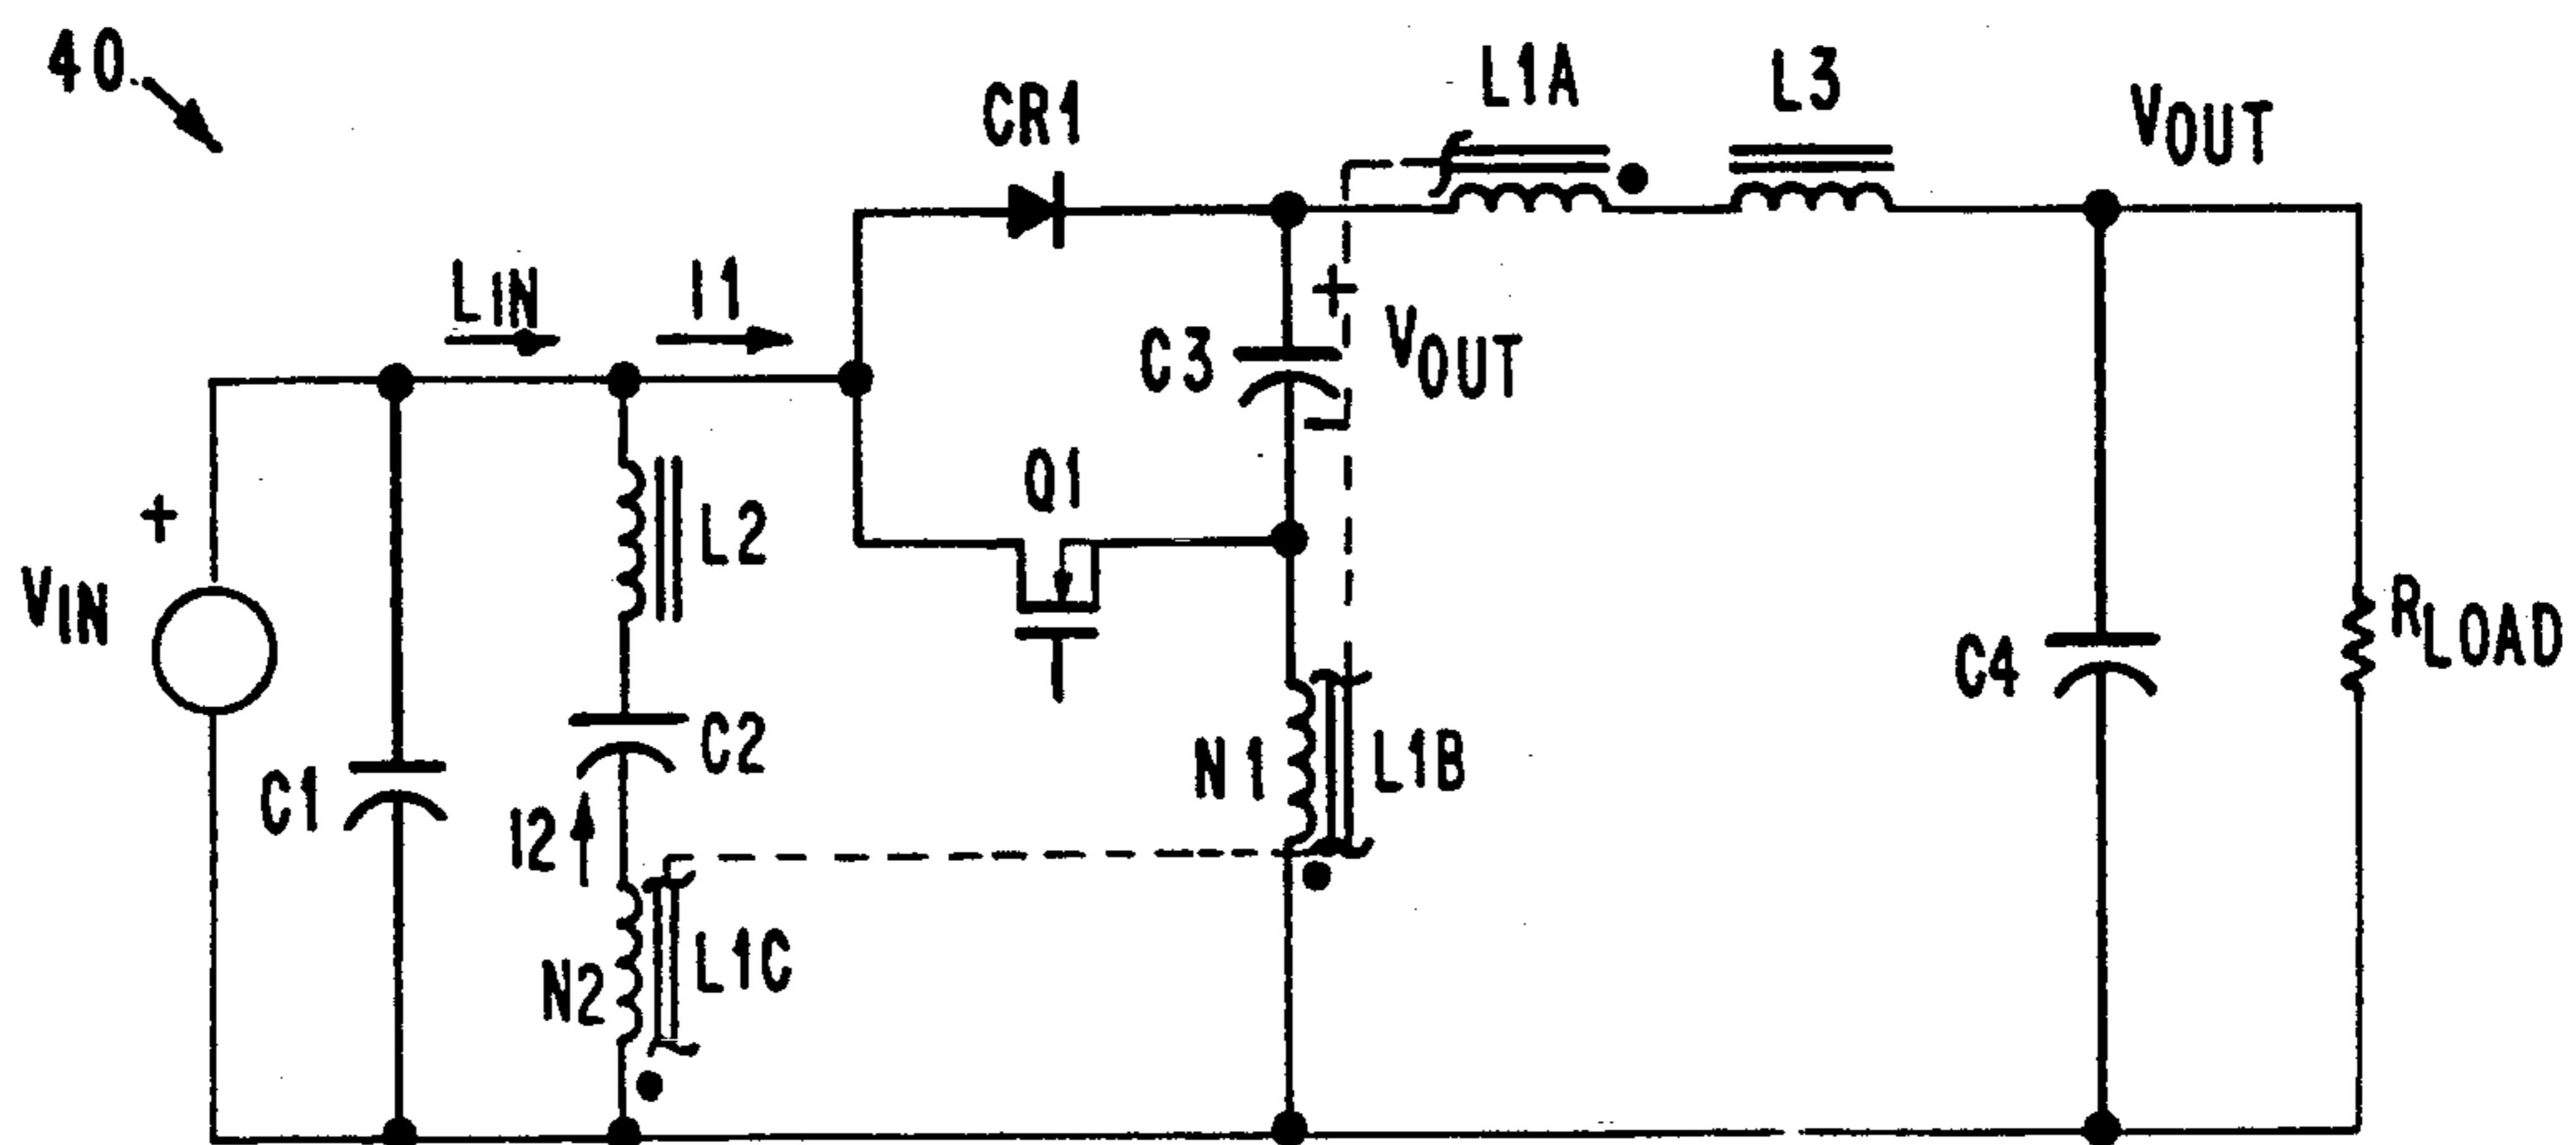 40
CR1
L1A
L3
VOUT
LIN
I1
+
C3
VOUT
-
+
VIN
Q1
L2
C2
C1
I2
N1
L1B
C4
RLOAD
N2
L1C